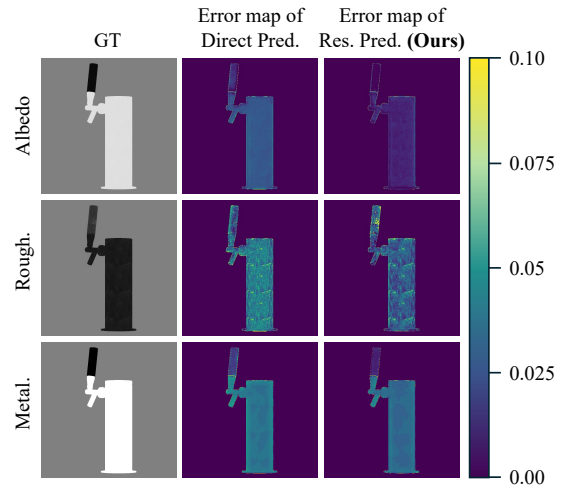 GT
Error map of
Direct Pred.
Error map of
Res. Pred. (Ours)
Albedo
Rough.
Metal.
0.10
0.075
0.05
0.025
0.00